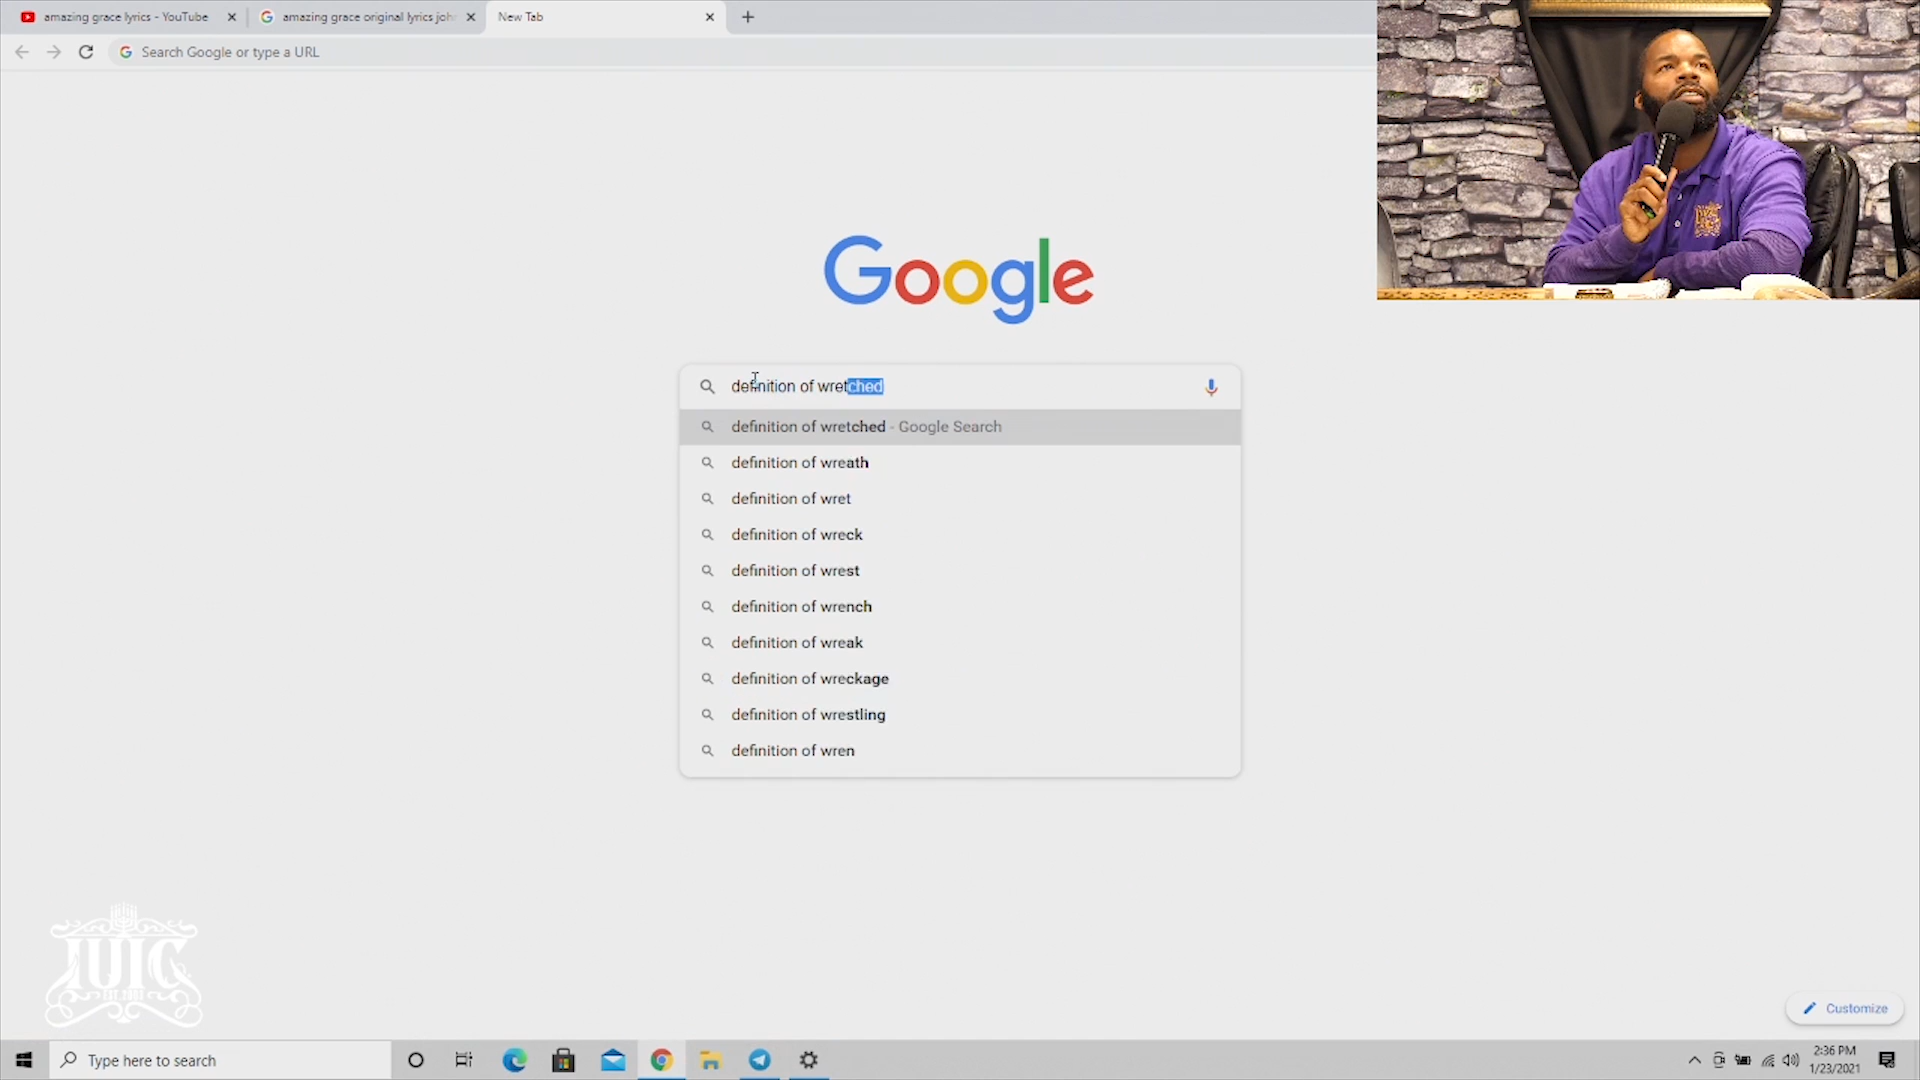 amazing grace lyrics - YouTube
amazing grace original lyrics joh
New Tab
Search Google or type a URL
Google
definition of wretched
definition of wretched - Google Search
definition of wreath
definition of wret
definition of wreck
definition of wrest
definition of wrench
definition of wreak
definition of wreckage
definition of wrestling
definition of wren
IUIC
Customize
Type here to search
2:36 PM
1/23/2021